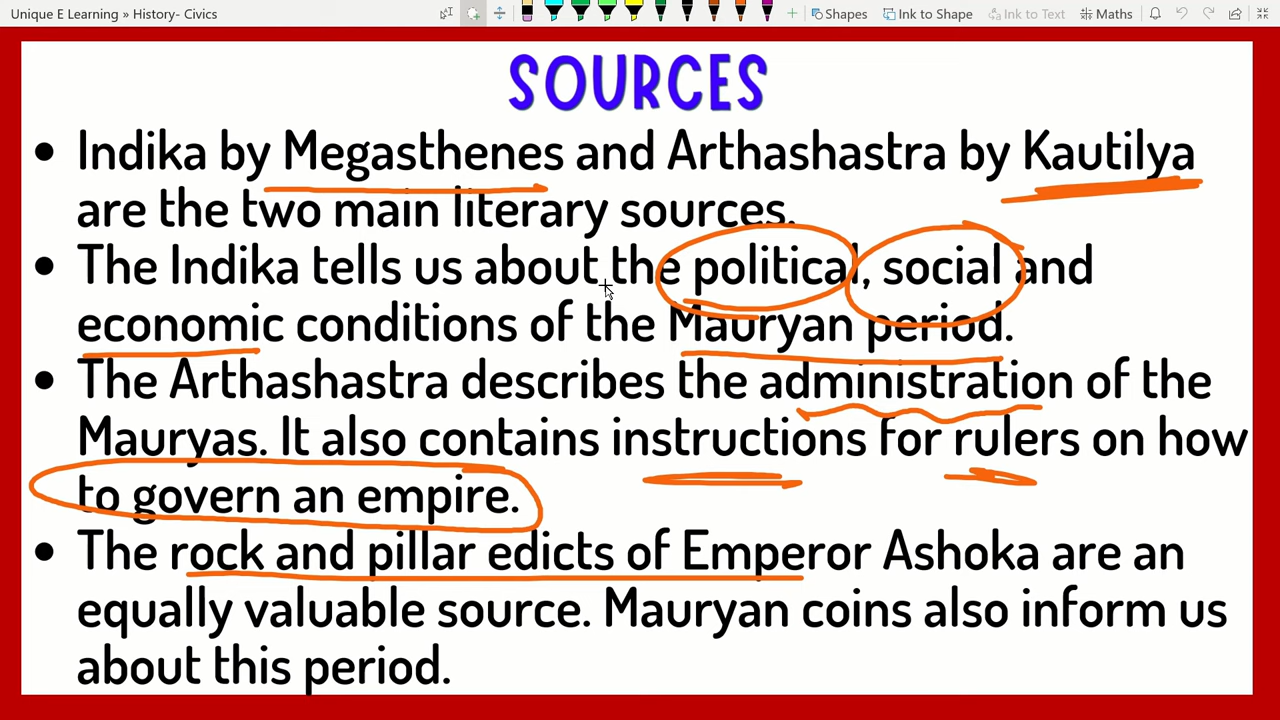 Unique E Learning » History- Civics
Shapes Ink to Shape Ink to Text Maths
SOURCES
• Indika by Megasthenes and Arthashastra by Kautilya
are the two main literary sources.
• The Indika tells us about the political, social and
economic conditions of the Mauryan period.
• The Arthashastra describes the administration of the
Mauryas. It also contains instructions for rulers on how
to govern an empire.
• The rock and pillar edicts of Emperor Ashoka are an
equally valuable source. Mauryan coins also inform us
about this period.